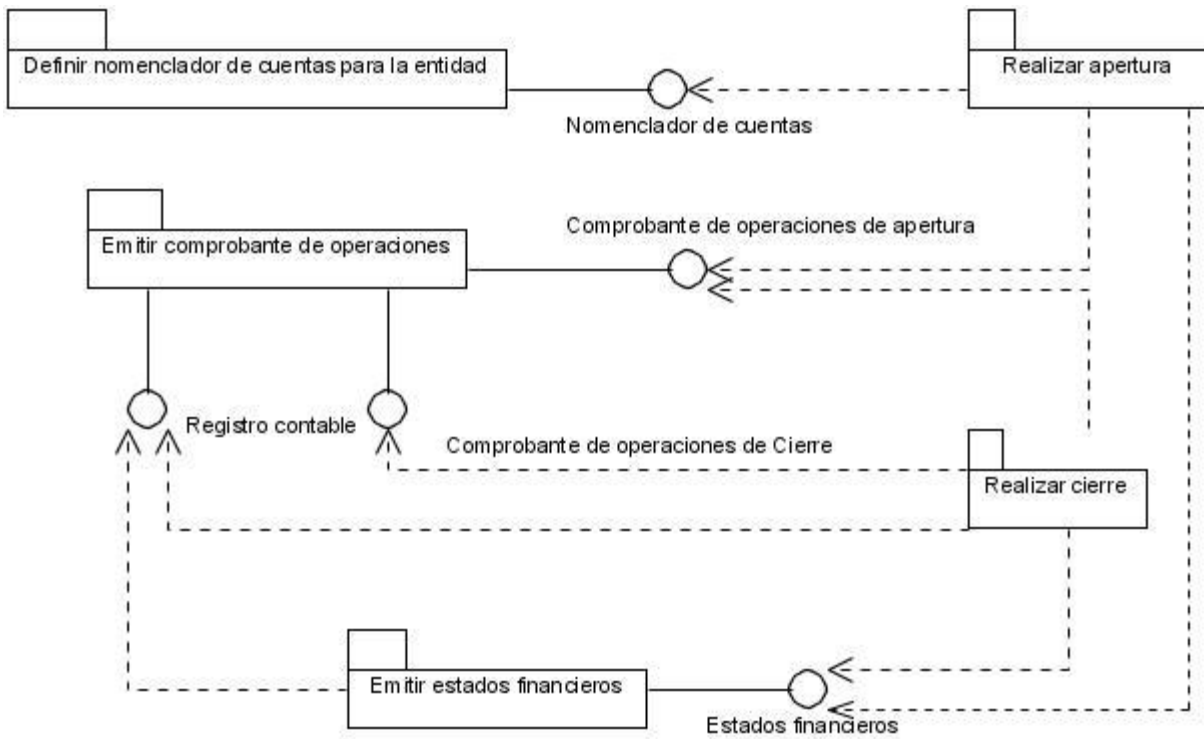 Definir nomenclador de cuentas para la entidad
Realizar apertura
Nomenclador de cuentas
Comprobante de operaciones de apertura
Emitir comprobante de operaciones
Registro contable
Comprobante de operaciones de Cierre
Realizar cierre
Emitir estados financieros
Estados financieros